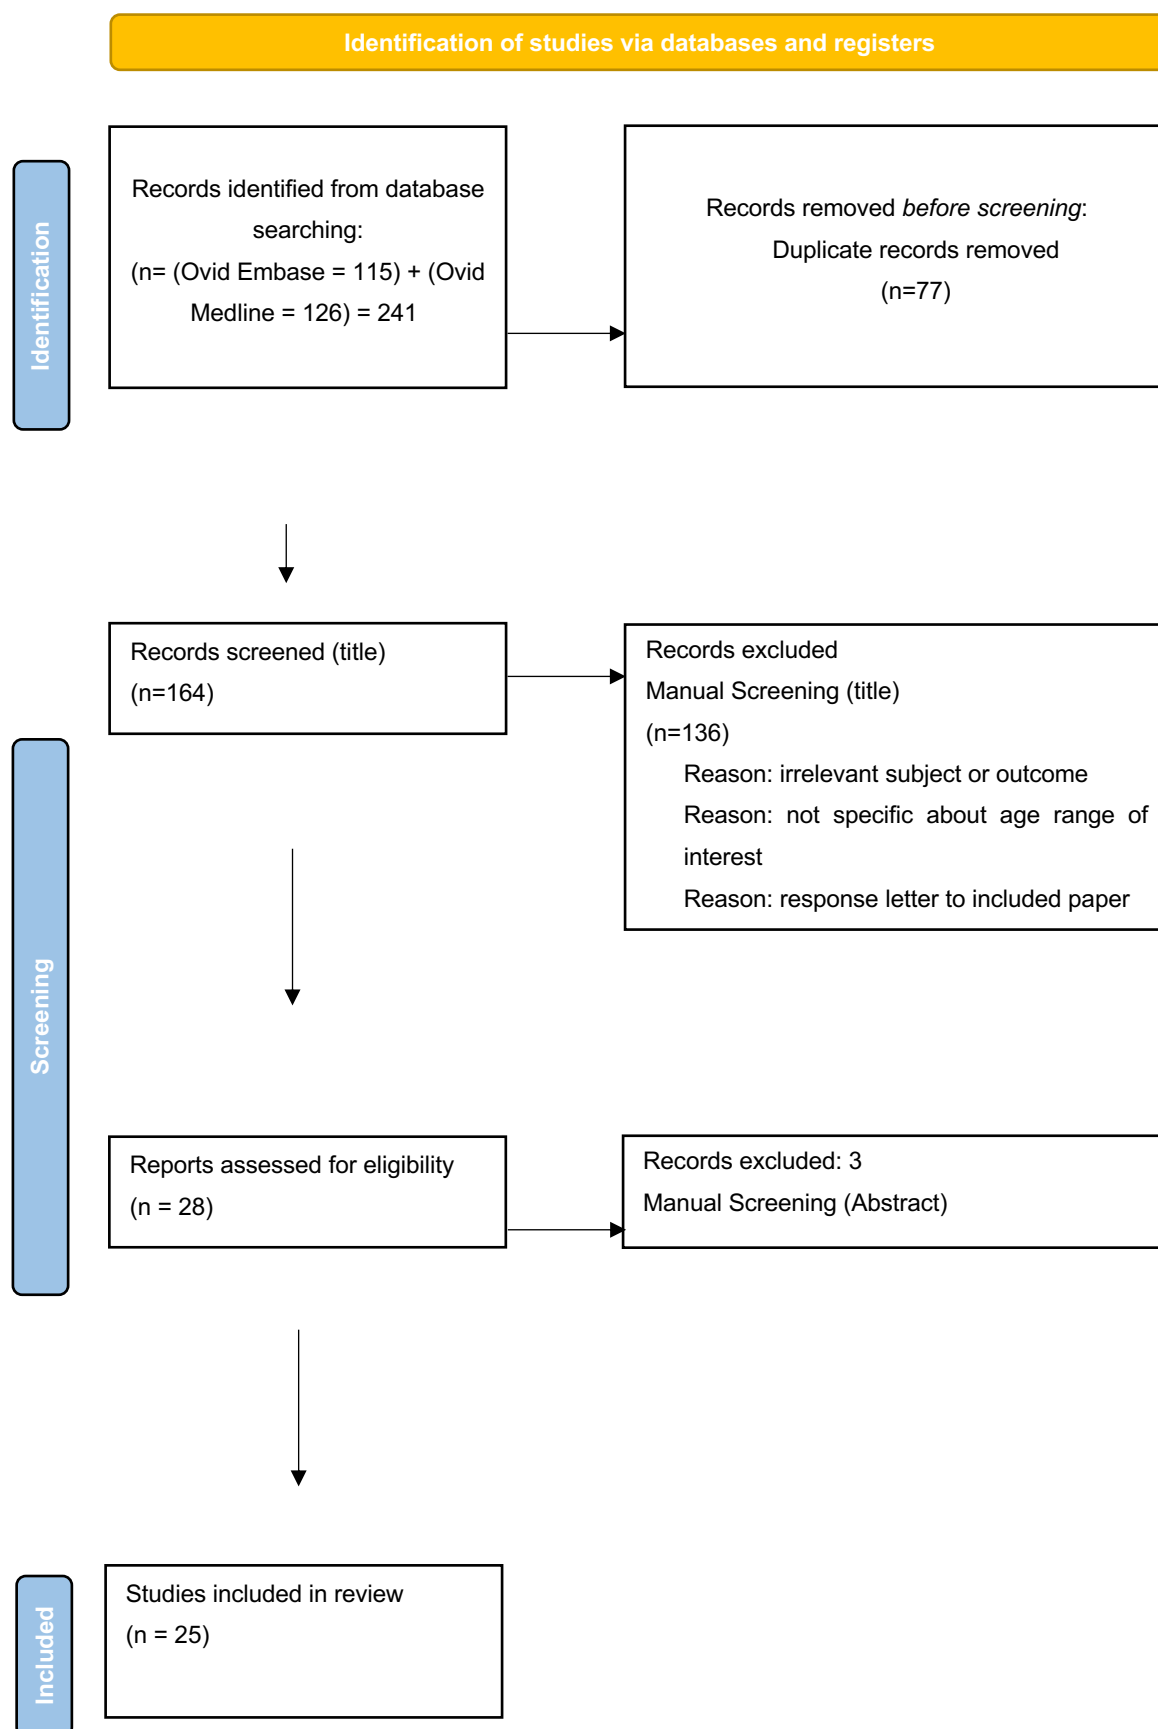 Identification of studies via databases and registers
Identification
Records identified from database
searching:
(n= (Ovid Embase = 115) + (Ovid
Medline = 126) = 241
Records removed before screening:
Duplicate records removed
(n=77)
Screening
Records screened (title)
(n=164)
Records excluded
Manual Screening (title)
(n=136)
Reason: irrelevant subject or outcome
Reason: not specific about age range of
interest
Reason: response letter to included paper
Reports assessed for eligibility
(n = 28)
Records excluded: 3
Manual Screening (Abstract)
Included
Studies included in review
(n = 25)